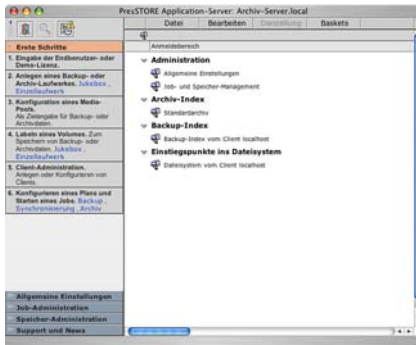 PresSTORE Application-Server: Archiv-Server.local
Datei Bearbeiten Darstellung Baskets
Erste Schritte
1. Eingabe der Endbenutzer- oder
Demo-Lizenz.
2. Anlegen eines Backup- oder
Archiv-Laufwerkes. Jukebox,
Einzellaufwerk
3. Konfiguration eines Media-
Pools.
Als Zielangabe für Backup- oder
Archivdaten.
4. Labeln eines Volumes. Zum
Speichern von Backup- oder
Archivdaten. Jukebox,
Einzellaufwerk
5. Client-Administration.
Anlegen oder Konfigurieren von
Clients.
6. Konfigurieren eines Plans und
Starten eines Jobs. Backup,
Synchronisierung, Archiv
Allgemeine Einstellungen
Job-Administration
Speicher-Administration
Support und News
Anmeldebereich
Administration
Allgemeine Einstellungen
Job- und Speicher-Management
Archiv-Index
Standardarchiv
Backup-Index
Backup-Index vom Client localhost
Einstiegspunkte ins Dateisystem
Dateisystem vom Client localhost